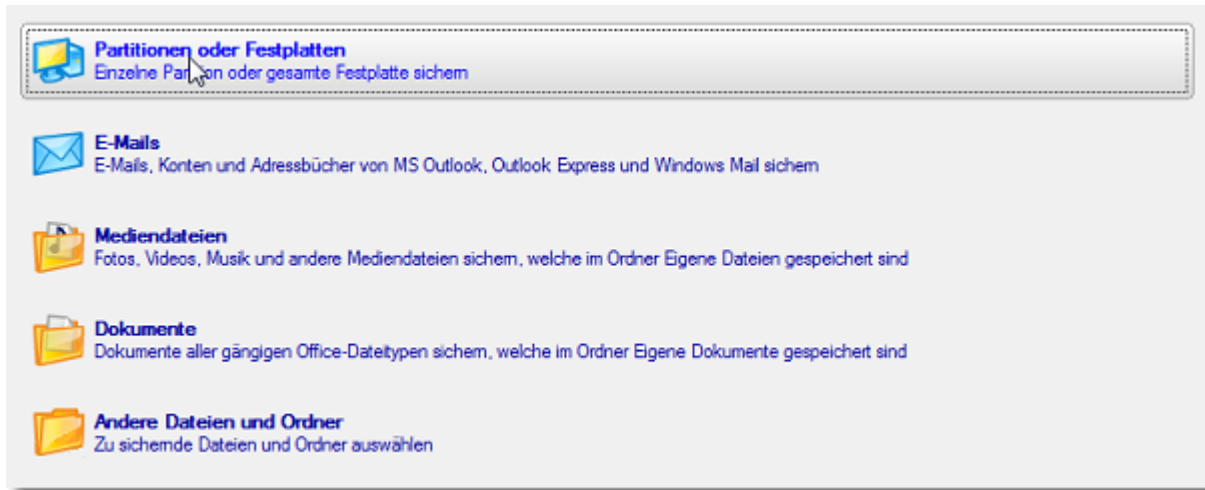 Partitionen oder Festplatten
Einzelne Partition oder gesamte Festplatte sichern
E-Mails
E-Mails, Konten und Adressbücher von MS Outlook, Outlook Express und Windows Mail sichern
Mediendateien
Fotos, Videos, Musik und andere Mediendateien sichern, welche im Ordner Eigene Dateien gespeichert sind
Dokumente
Dokumente aller gängigen Office-Dateitypen sichern, welche im Ordner Eigene Dokumente gespeichert sind
Andere Dateien und Ordner
Zu sichernde Dateien und Ordner auswählen